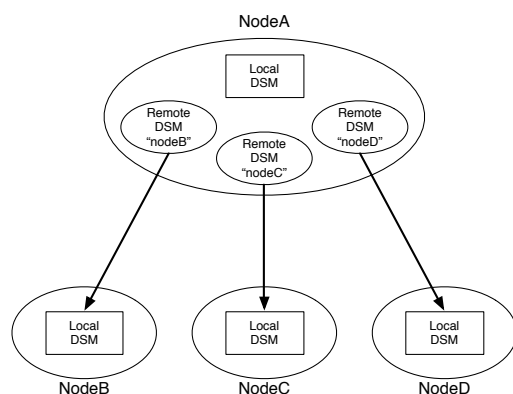 NodeA
Local
DSM
Remote
DSM
“nodeB”
Remote
DSM
“nodeC”
Remote
DSM
“nodeD”
Local
DSM
Local
DSM
Local
DSM
NodeB
NodeC
NodeD